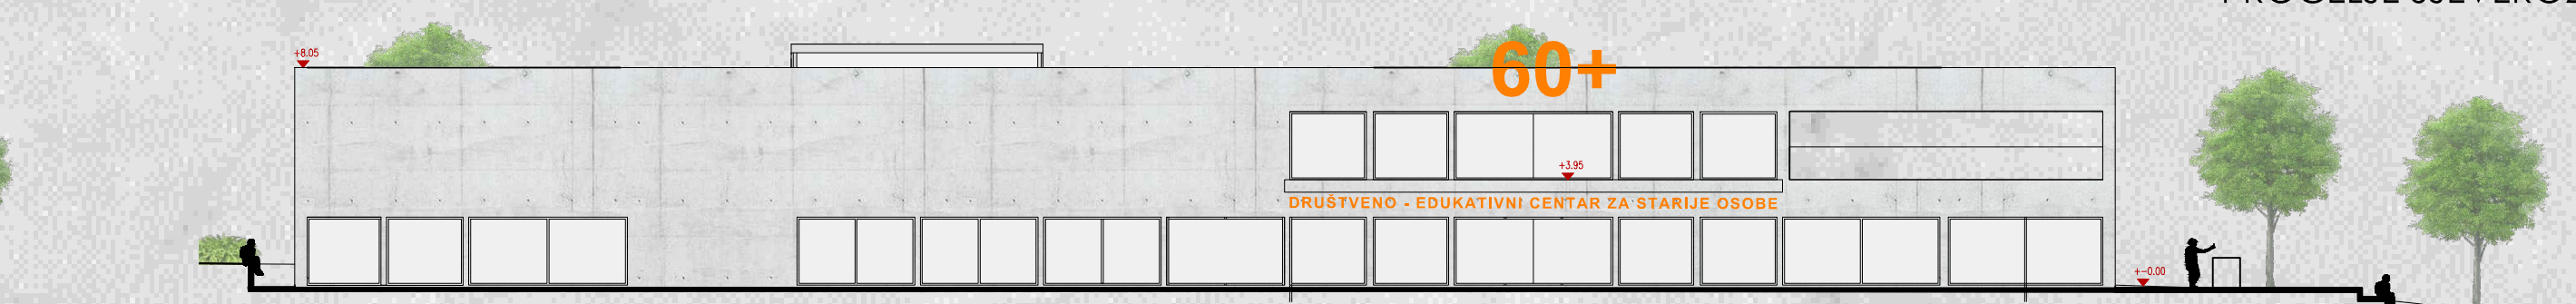 +8.05
60+
+3.95
DRUŠTVENO - EDUKATIVNI CENTAR ZA STARIJE OSOBE
+-0.00